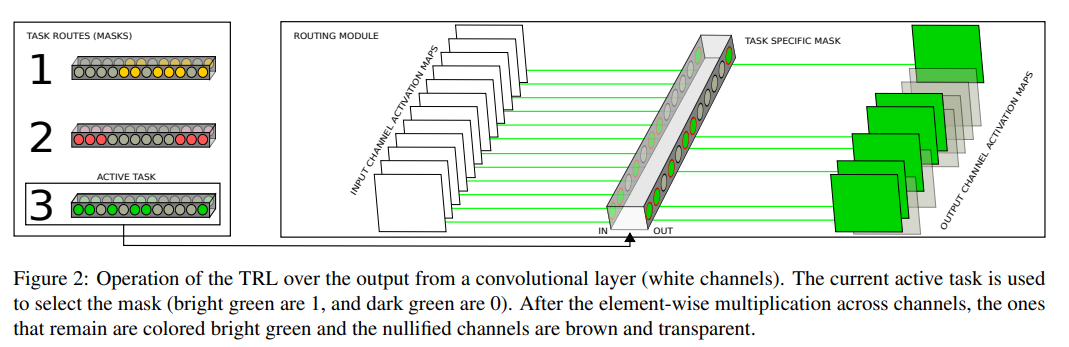 TASK ROUTES (MASKS)
1
2
ACTIVE TASK
3
ROUTING MODULE
INPUT CHANNEL ACTIVATION MAPS
TASK SPECIFIC MASK
IN
OUT
OUTPUT CHANNEL ACTIVATION MAPS
Figure 2: Operation of the TRL over the output from a convolutional layer (white channels). The current active task is used
to select the mask (bright green are 1, and dark green are 0). After the element-wise multiplication across channels, the ones
that remain are colored bright green and the nullified channels are brown and transparent.